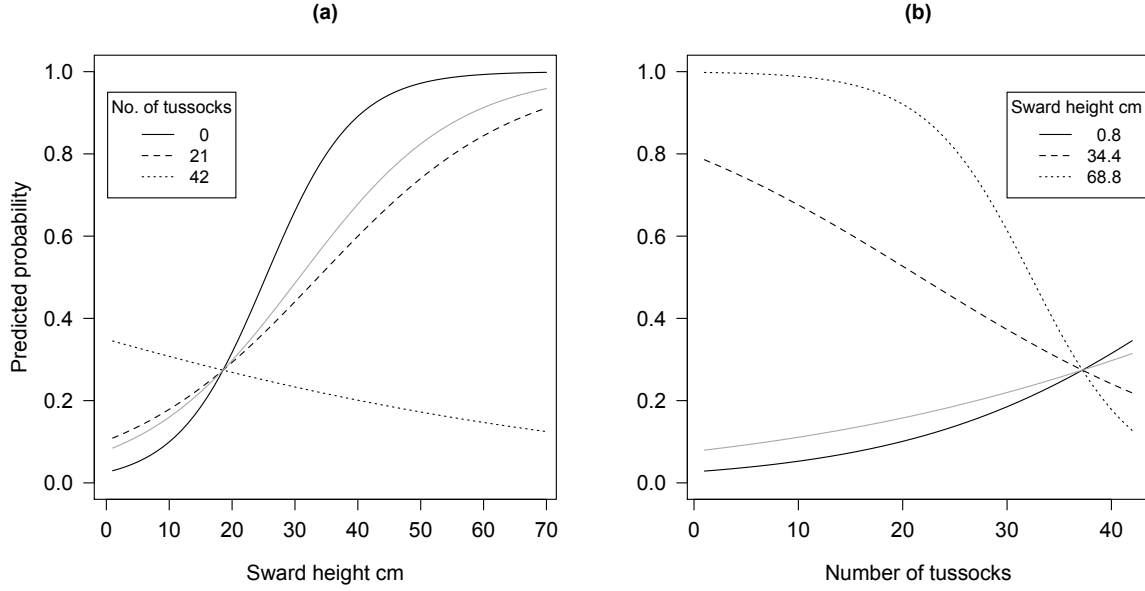 (a)
Predicted probability
1.0
0.8
0.6
0.4
0.2
0.0
No. of tussocks
0
21
42
0 10 20 30 40 50 60 70
Sward height cm
(b)
1.0
0.8
0.6
0.4
0.2
0.0
Sward height cm
0.8
34.4
68.8
0 10 20 30 40
Number of tussocks